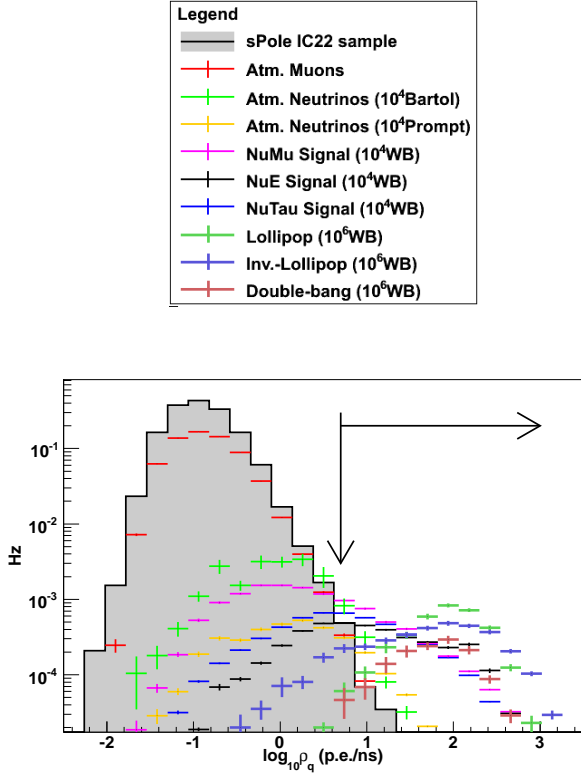 Legend
sPole IC22 sample
Atm. Muons
Atm. Neutrinos (10⁴Bartol)
Atm. Neutrinos (10⁴Prompt)
NuMu Signal (10⁴WB)
NuE Signal (10⁴WB)
NuTau Signal (10⁴WB)
Lollipop (10⁶WB)
Inv.-Lollipop (10⁶WB)
Double-bang (10⁶WB)
Hz
10⁻¹
10⁻²
10⁻³
10⁻⁴
-2 -1 0 1 2 3
log₁₀ρ_q (p.e./ns)